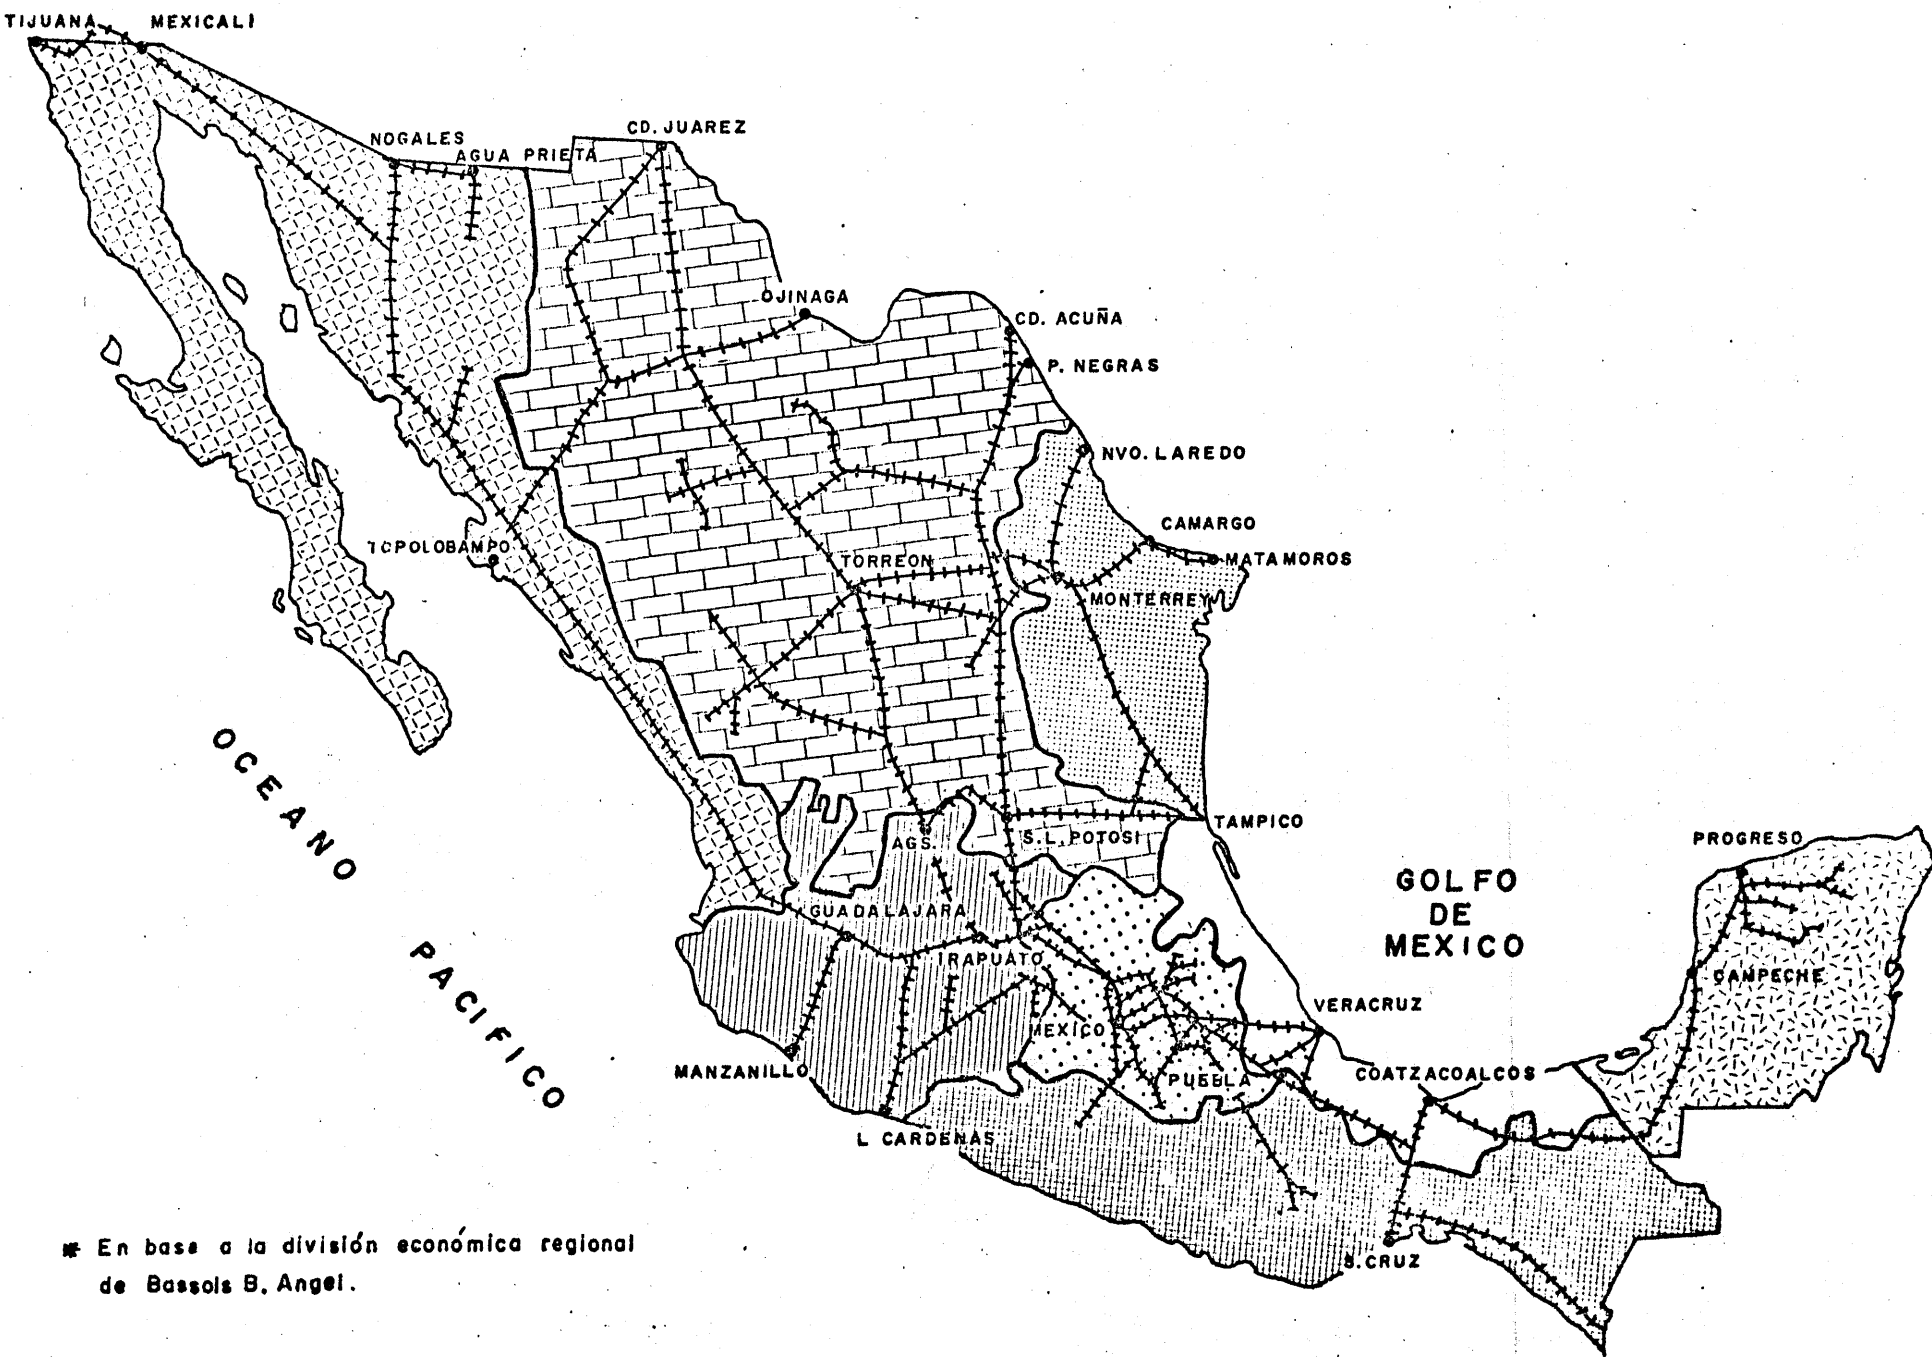 TIJUANA
MEXICALI
NOGALES
AGUA PRIETA
CD. JUAREZ
OJINAGA
CD. ACUÑA
P. NEGRAS
NVO. LAREDO
CAMARGO
MATAMOROS
TOPOLOBAMPO
TORREON
MONTERREY
TAMPICO
AGS.
S.L. POTOSI
PROGRESO
GOLFO
DE
MEXICO
GUADALAJARA
IRAPUATO
CAMPECHE
VERACRUZ
MEXICO
MANZANILLO
PUEBLA
COATZACOALCOS
L. CARDENAS
S. CRUZ
OCEANO PACIFICO
* En base a la división económica regional
de Bassols B. Angel.